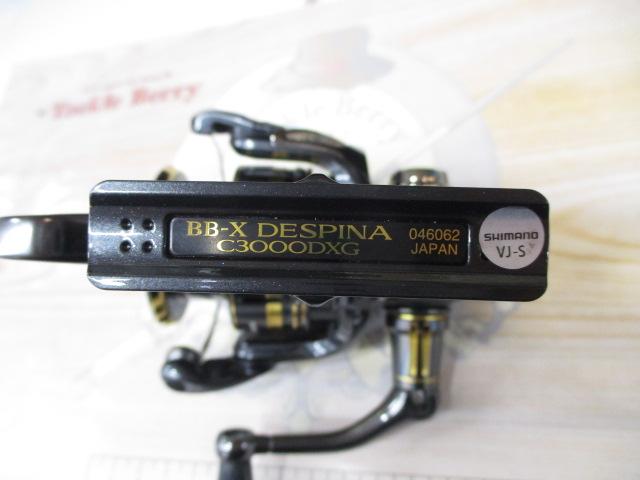 Tackle Berry
BB-X DESPINA
C3000DXG
046062
JAPAN
SHIMANO
VJ-S